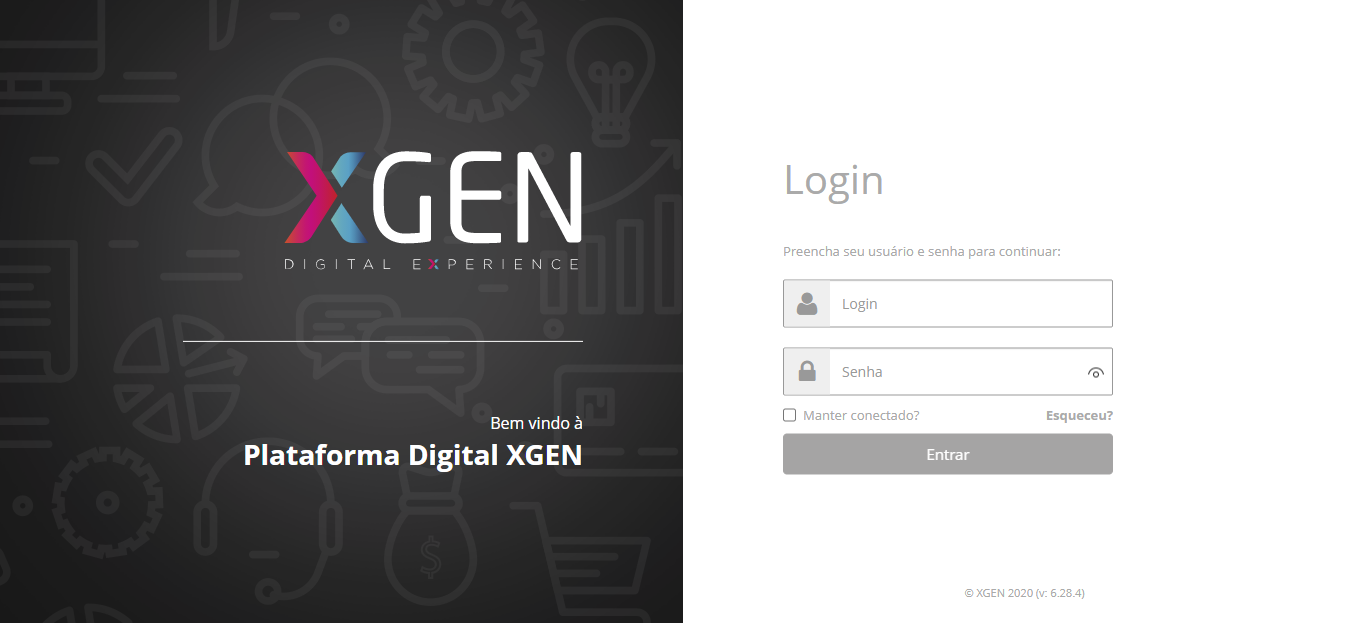 XGEN
DIGITAL EXPERIENCE
Bem vindo à
Plataforma Digital XGEN
$
Login
Preencha seu usuário e senha para continuar:
Login
Senha
Manter conectado? Esqueceu?
Entrar
© XGEN 2020 (v: 6.28.4)